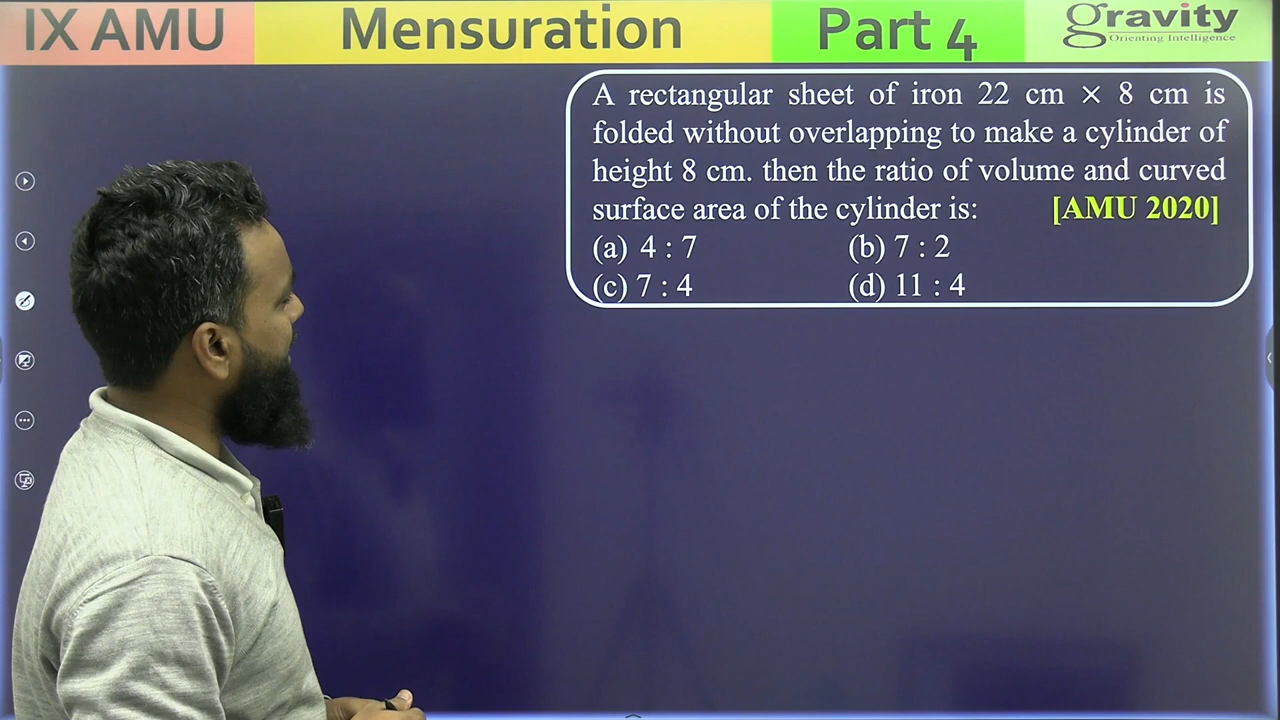 IX AMU
Mensuration
Part 4
gravity
Orienting Intelligence
A rectangular sheet of iron 22 cm × 8 cm is
folded without overlapping to make a cylinder of
height 8 cm. then the ratio of volume and curved
surface area of the cylinder is: [AMU 2020]
(a) 4 : 7 (b) 7 : 2
(c) 7 : 4 (d) 11 : 4